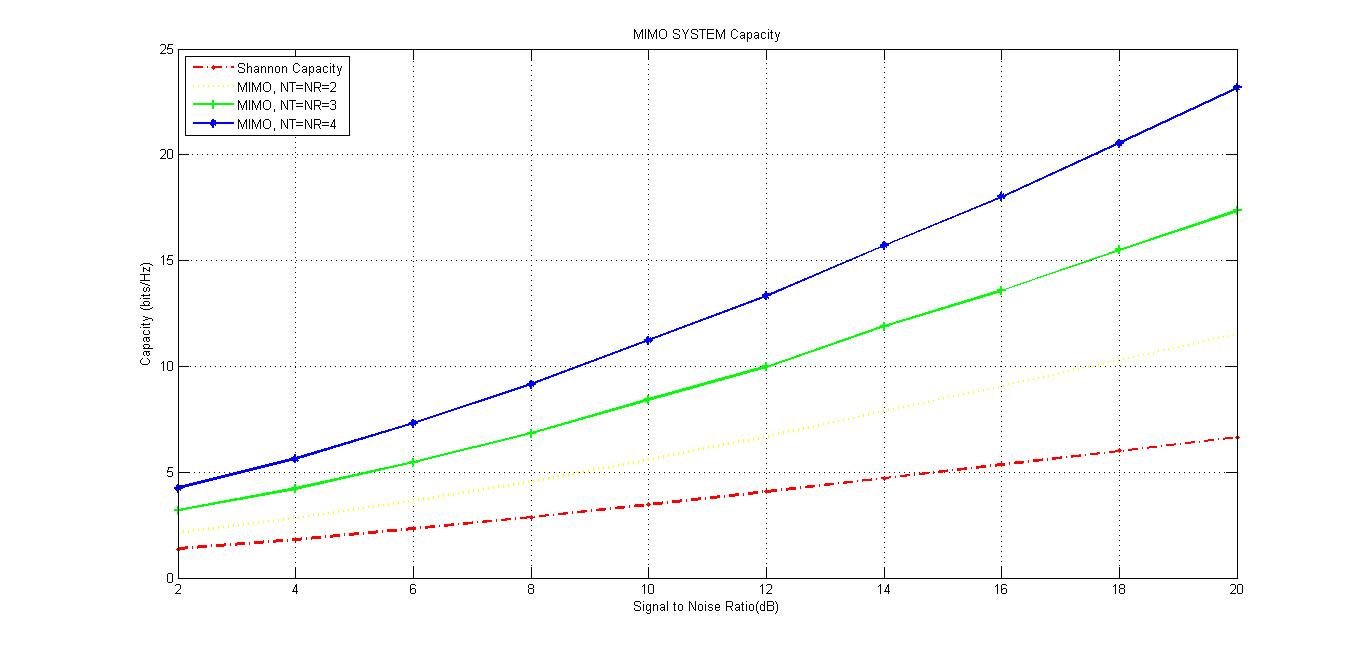 MIMO SYSTEM Capacity
25
Shannon Capacity
MIMO, NT=NR=2
MIMO, NT=NR=3
MIMO, NT=NR=4
20
15
Capacity (bits/Hz)
10
5
0
2 4 6 8 10 12 14 16 18 20
Signal to Noise Ratio(dB)